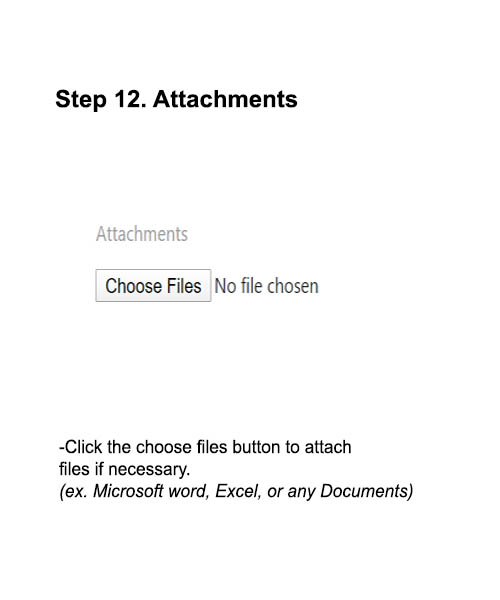 Step 12. Attachments
Attachments
Choose Files No file chosen
-Click the choose files button to attach
files if necessary.
(ex. Microsoft word, Excel, or any Documents)